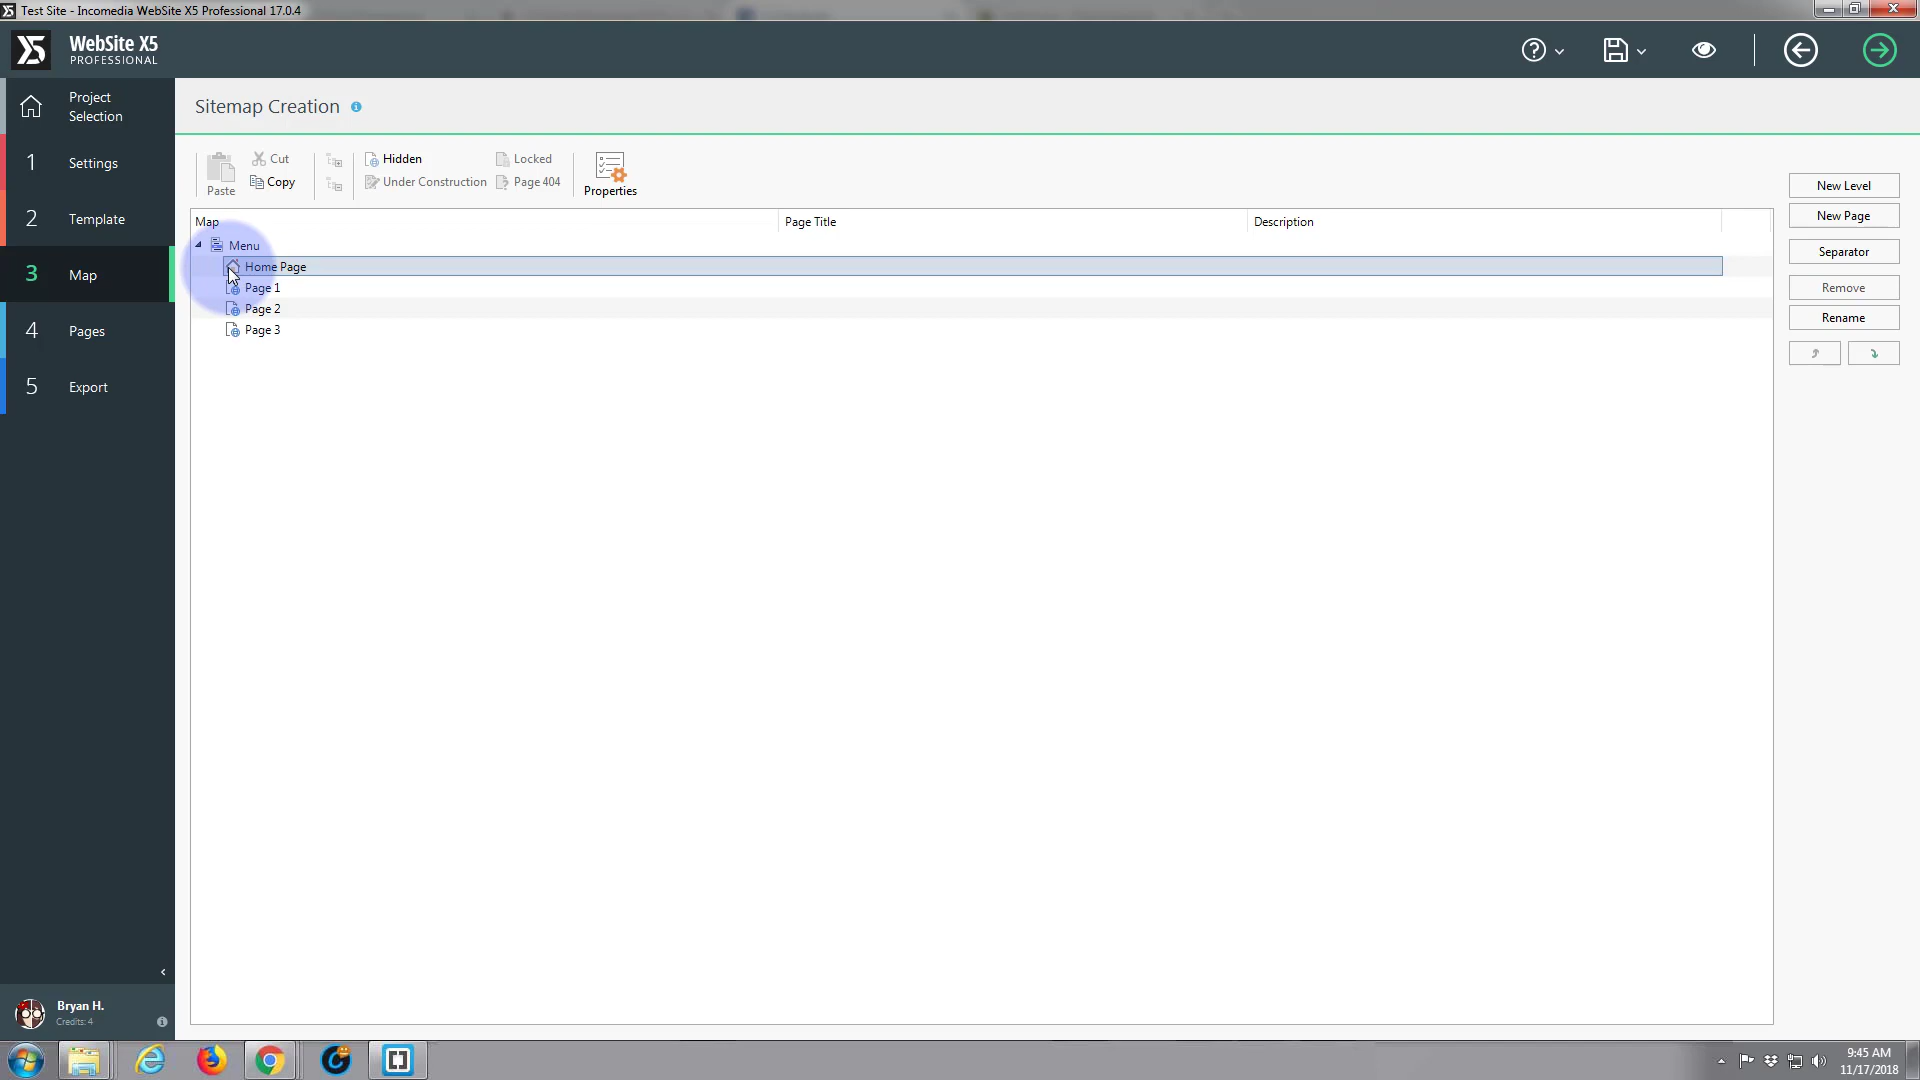 Test Site - Incomedia WebSite X5 Professional 17.0.4
WebSite X5
PROFESSIONAL
Project
Selection
1 Settings
2 Template
3 Map
4 Pages
5 Export
Sitemap Creation
Paste
Cut
Copy
Hidden
Under Construction
Locked
Page 404
Properties
Map Page Title Description
Menu
Home Page
Page 1
Page 2
Page 3
New Level
New Page
Separator
Remove
Rename
Bryan H.
Credits: 4
9:45 AM
11/17/2018